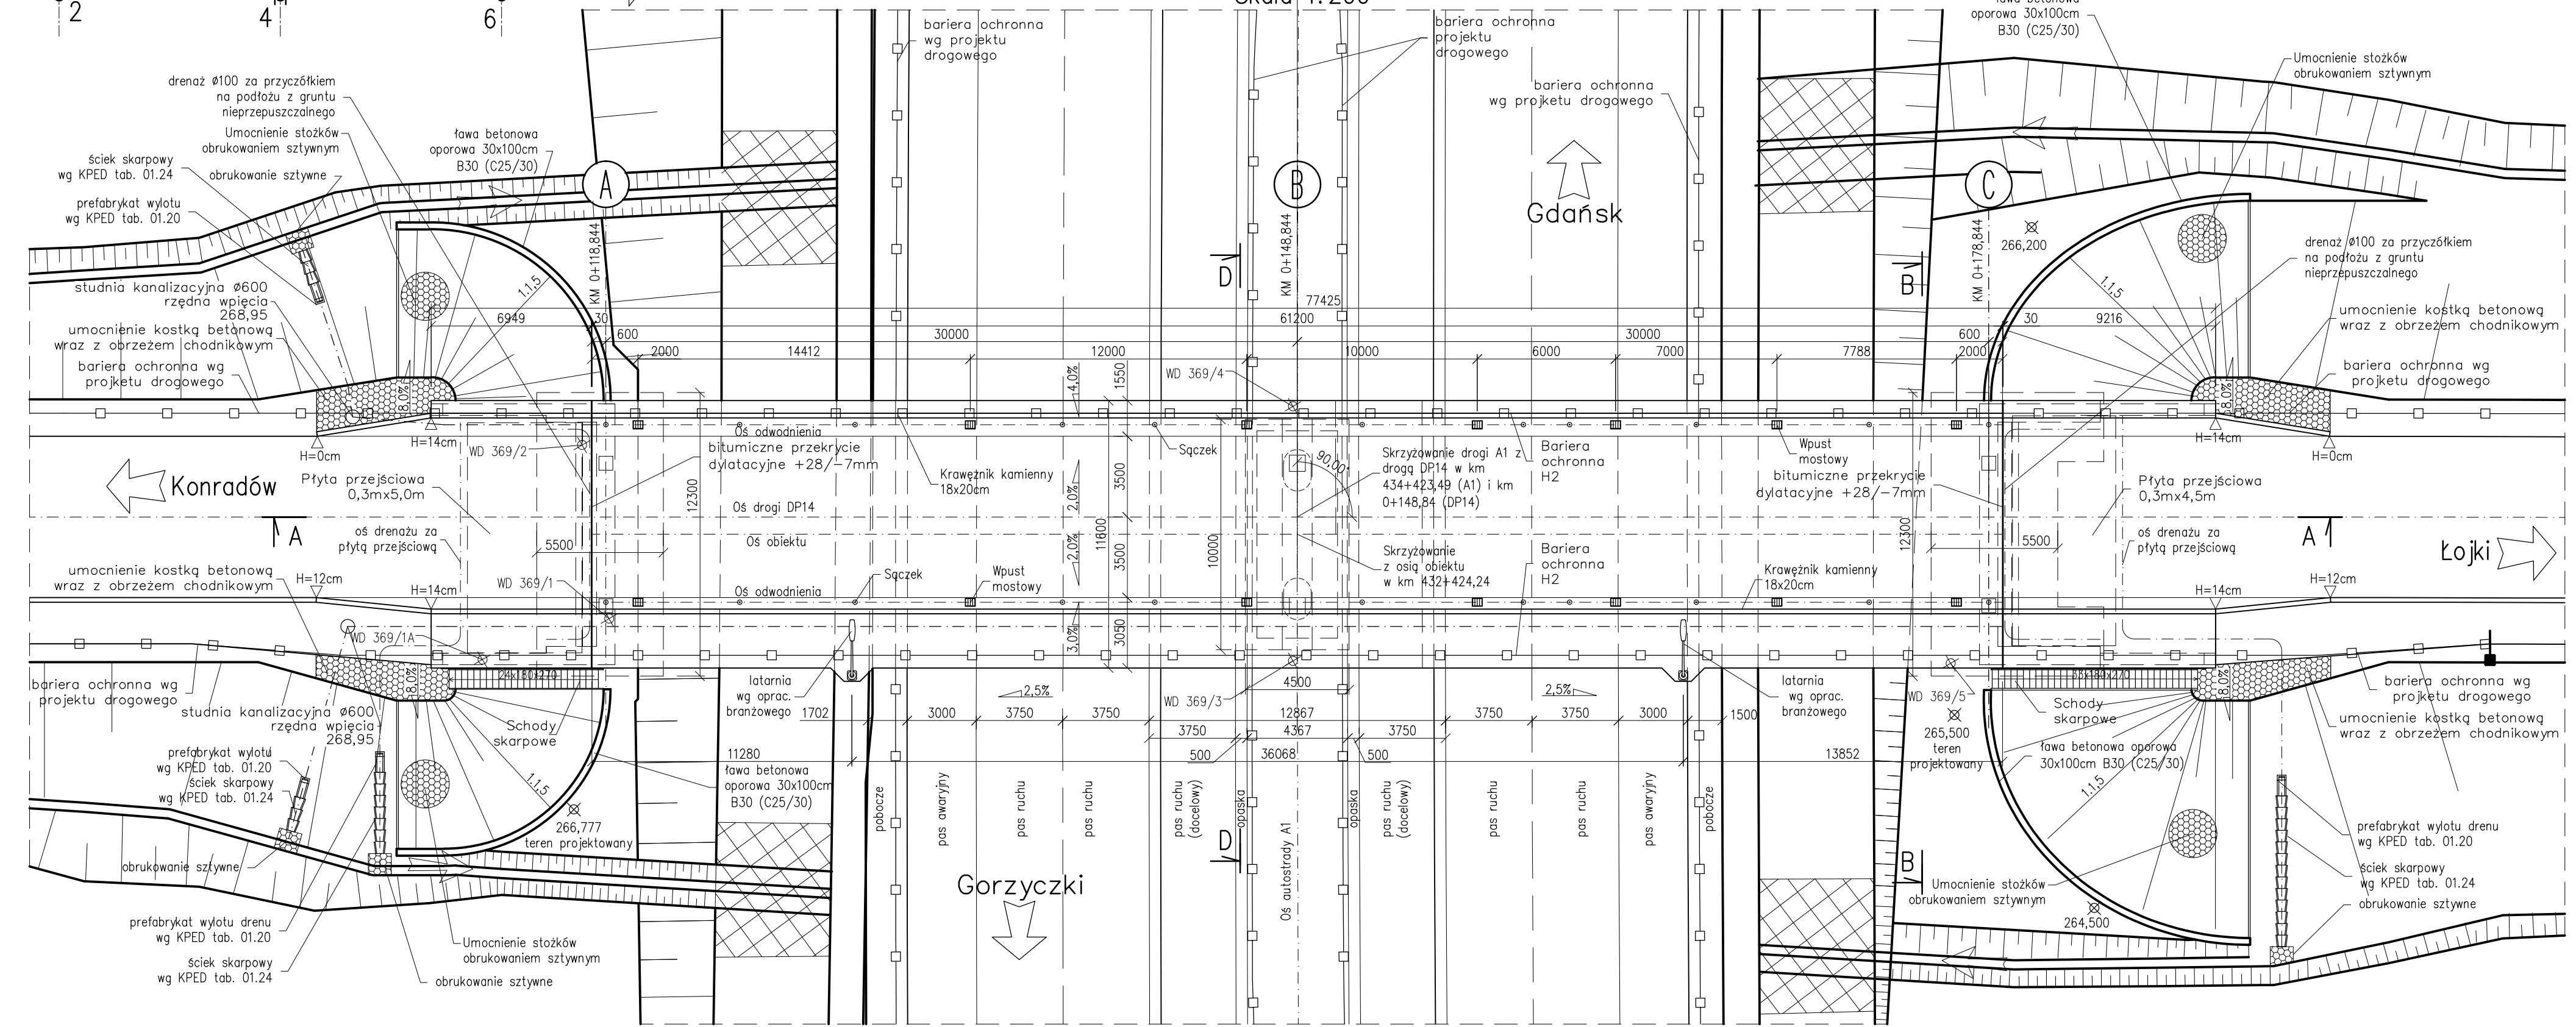 2
4
6
Skala 1:200
bariera ochronna
wg projektu
drogowego
bariera ochronna
projektu
drogowego
bariera ochronna
wg projketu drogowego
ława betonowa
oporowa 30x100cm
B30 (C25/30)
Umocnienie stożków
obrukowaniem sztywnym
drenaż Ø100 za przyczółkiem
na podłożu z gruntu
nieprzepuszczalnego
Umocnienie stożków
obrukowaniem sztywnym
ława betonowa
oporowa 30x100cm
B30 (C25/30)
ściek skarpowy
wg KPED tab. 01.24
obrukowanie sztywne
prefabrykat wylotu
wg KPED tab. 01.20
studnia kanalizacyjna Ø600
rzędna wpięcia
268,95
umocnienie kostką betonową
wraz z obrzeżem chodnikowym
bariera ochronna wg
projketu drogowego
A
B
C
KM 0+118,844
KM 0+148,844
KM 0+178,844
Gdańsk
D
B
266,200
drenaż Ø100 za przyczółkiem
na podłożu z gruntu
nieprzepuszczalnego
umocnienie kostką betonową
wraz z obrzeżem chodnikowym
bariera ochronna wg
projketu drogowego
1:1,5
1:1,5
77425
6949
30
61200
30
9216
600
30000
30000
600
2000
14412
12000
10000
6000
7000
7788
2000
WD 369/4
4,0%
1550
8,0%
8,0%
H=0cm
H=14cm
H=14cm
H=0cm
WD 369/2
Oś odwodnienia
bitumiczne przekrycie
dylatacyjne +28/-7mm
Sączek
Krawężnik kamienny
18x20cm
90,00°
Skrzyżowanie drogi A1 z
drogą DP14 w km
434+423,49 (A1) i km
0+148,84 (DP14)
Bariera
ochronna
H2
Wpust
mostowy
bitumiczne przekrycie
dylatacyjne +28/-7mm
Konradów
Płyta przejściowa
0,3mx5,0m
Płyta przejściowa
0,3mx4,5m
12300
3500
2,0%
Oś drogi DP14
A
A
oś drenażu za
płytą przejściową
5500
Oś obiektu
2,0%
11600
3500
10000
Skrzyżowanie
z osią obiektu
w km 432+424,24
Bariera
ochronna
H2
12300
5500
oś drenażu za
płytą przejściową
Łojki
umocnienie kostką betonową
wraz z obrzeżem chodnikowym
H=12cm
H=14cm
WD 369/1
Oś odwodnienia
Sączek
Wpust
mostowy
Krawężnik kamienny
18x20cm
H=14cm
H=12cm
WD 369/1A
3,0%
3050
WD 369/3
WD 369/5
24x180x270
33x180x270
8,0%
8,0%
bariera ochronna wg
projketu drogowego
studnia kanalizacyjna Ø600
rzędna wpięcia
268,95
Schody
skarpowe
latarnia
wg oprac.
branżowego
2,5%
4500
2,5%
latarnia
wg oprac.
branżowego
Schody
skarpowe
bariera ochronna wg
projketu drogowego
umocnienie kostką betonową
wraz z obrzeżem chodnikowym
1702
3000
3750
3750
12867
3750
3750
3000
1500
3750
4367
3750
11280
500
36068
500
13852
265,500
teren
projektowany
ława betonowa oporowa
30x100cm B30 (C25/30)
prefabrykat wylotu
wg KPED tab. 01.20
ściek skarpowy
wg KPED tab. 01.24
1:1,5
ława betonowa
oporowa 30x100cm
B30 (C25/30)
266,777
teren projektowany
pobocze
pas awaryjny
pas ruchu
pas ruchu
pas ruchu
(docelowy)
opaska
Oś autostrady A1
opaska
pas ruchu
(docelowy)
pas ruchu
pas ruchu
pas awaryjny
pobocze
1:1,5
D
B
obrukowanie sztywne
Gorzyczki
Umocnienie stożków
obrukowaniem sztywnym
264,500
prefabrykat wylotu drenu
wg KPED tab. 01.20
ściek skarpowy
wg KPED tab. 01.24
obrukowanie sztywne
prefabrykat wylotu drenu
wg KPED tab. 01.20
ściek skarpowy
wg KPED tab. 01.24
Umocnienie stożków
obrukowaniem sztywnym
obrukowanie sztywne